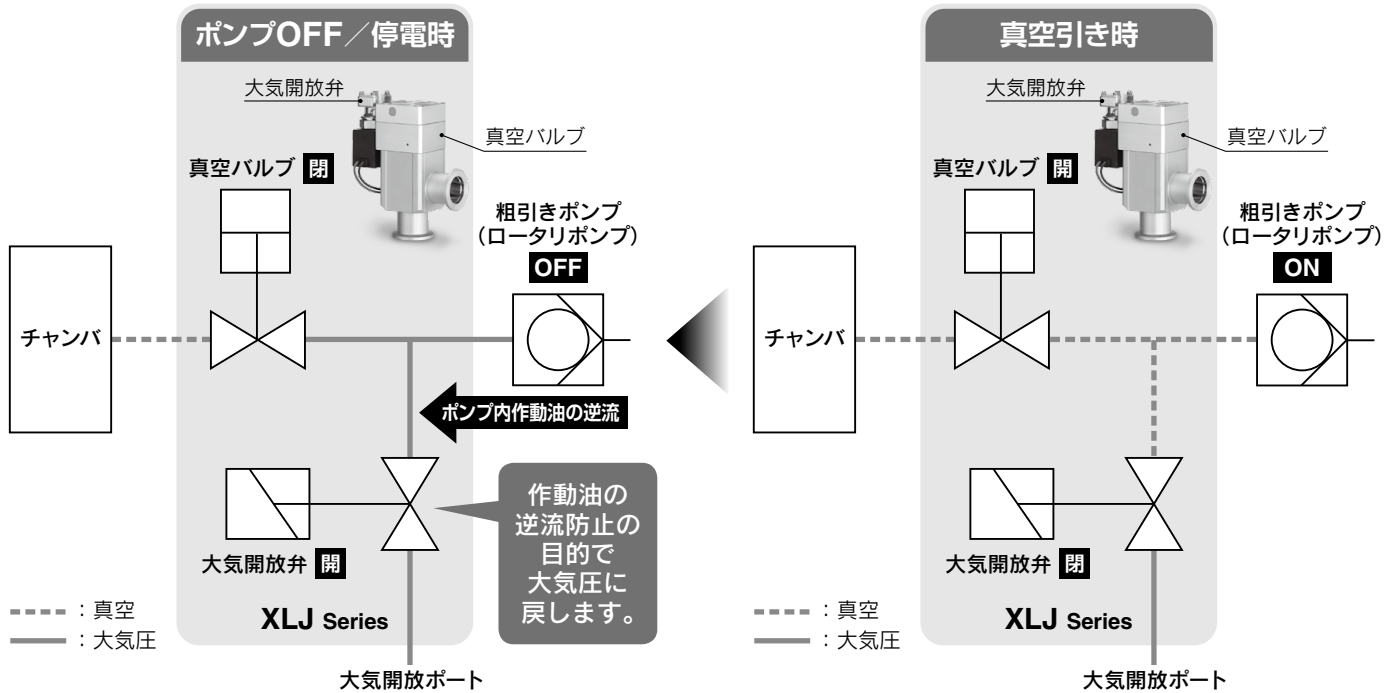 ポンプOFF／停電時
大気開放弁
真空バルブ
真空バルブ 閉
粗引きポンプ
（ロータリポンプ）
OFF
チャンバ
ポンプ内作動油の逆流
作動油の
逆流防止の
目的で
大気圧に
戻します。
大気開放弁 開
：真空
：大気圧
XLJ Series
大気開放ポート
真空引き時
大気開放弁
真空バルブ
真空バルブ 開
粗引きポンプ
（ロータリポンプ）
ON
チャンバ
大気開放弁 閉
：真空
：大気圧
XLJ Series
大気開放ポート